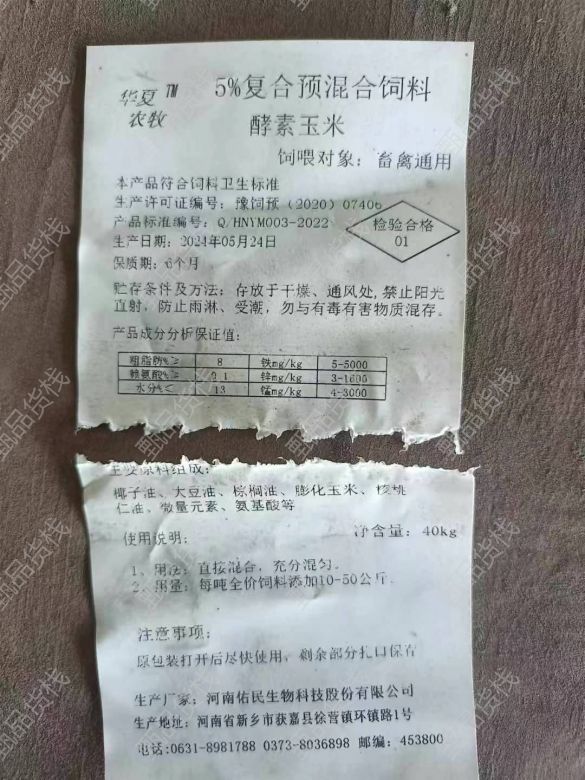 华夏 TM
农牧
5%复合预混合饲料
酵素玉米
饲喂对象：畜禽通用
本产品符合饲料卫生标准
生产许可证编号：豫饲预（2020）07406
产品标准编号：Q/HNYM003-2022
检验合格
01
生产日期：2024年05月24日
保质期：6个月
贮存条件及方法：存放于干燥、通风处,禁止阳光
直射，防止雨淋、受潮，勿与有毒有害物质混存。
产品成分分析保证值：
粗脂肪%≥ 8 铁mg/kg 5-5000
赖氨酸%≥ 0.1 锌mg/kg 3-1600
水分%≤ 13 锰mg/kg 4-3000
主要原料组成：
椰子油、大豆油、棕榈油、膨化玉米、核桃
仁油、微量元素、氨基酸等
使用说明：
净含量：40kg
1、用法：直接混合，充分混匀。
2、用量：每吨全价饲料添加10-50公斤。
注意事项：
原包装打开后尽快使用，剩余部分扎口保存
生产厂家：河南佑民生物科技股份有限公司
生产地址：河南省新乡市获嘉县徐营镇环镇路1号
电话:0631-8981788 0373-8036898 邮编：453800
甄品货栈